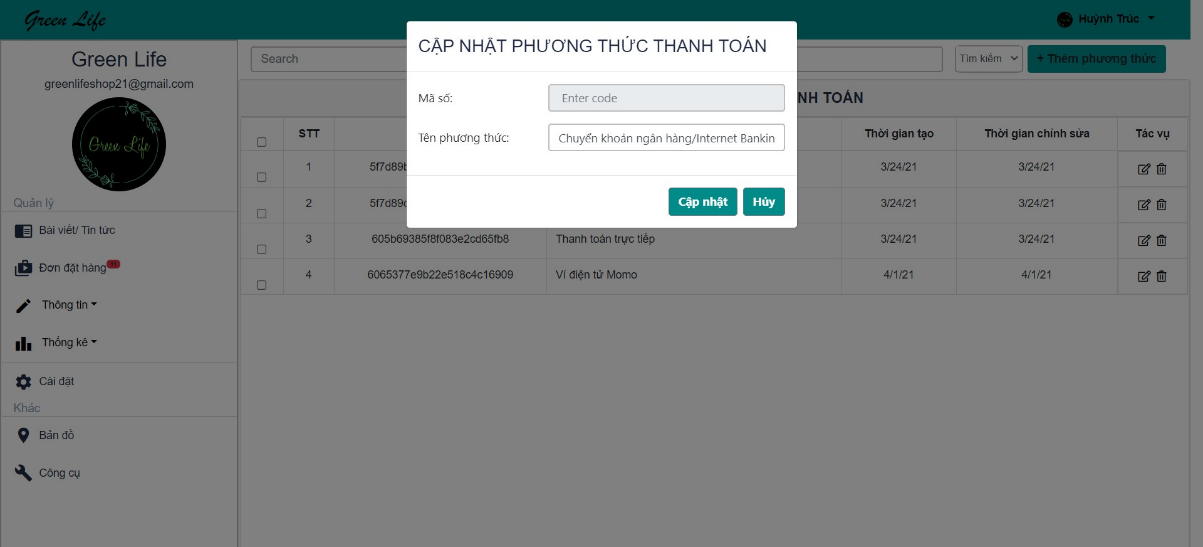 Green Life
Huỳnh Trúc
CẬP NHẬT PHƯƠNG THỨC THANH TOÁN
Mã số:
Enter code
Tên phương thức:
Chuyển khoản ngân hàng/Internet Bankin
Cập nhật
Hủy
Green Life
greenlifeshop21@gmail.com
Green Life
Quản lý
Bài viết/ Tin tức
Đơn đặt hàng
Thông tin
Thống kê
Cài đặt
Khác
Bản đồ
Công cụ
Search
Tìm kiếm
+ Thêm phương thức
NH TOÁN
STT
Thời gian tạo
Thời gian chỉnh sửa
Tác vụ
1
3/24/21
3/24/21
2
3/24/21
3/24/21
3
605b69385f8f083e2cd65fb8
Thanh toán trực tiếp
3/24/21
3/24/21
4
6065377e9b22e518c4c16909
Ví điện tử Momo
4/1/21
4/1/21